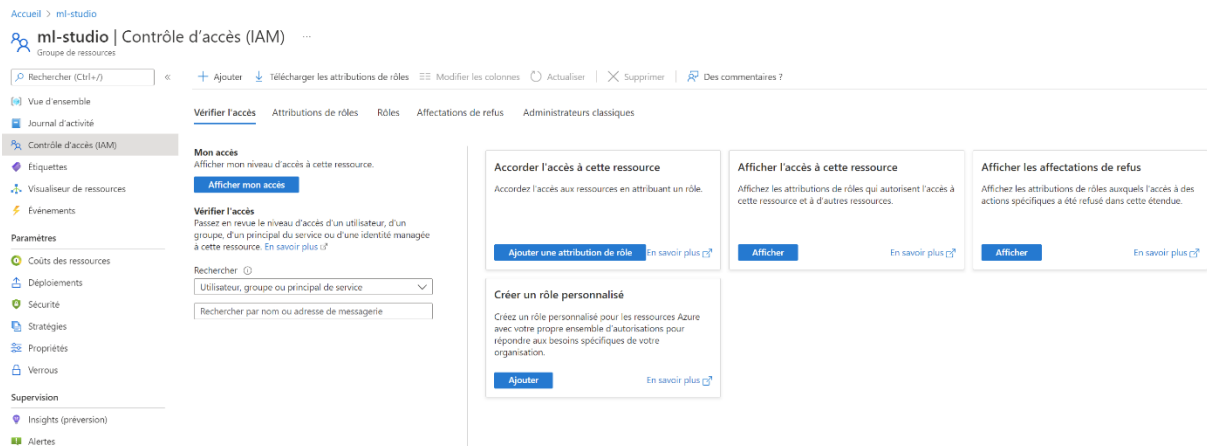 Accueil > ml-studio
ml-studio | Contrôle d'accès (IAM) ...
Groupe de ressources
Rechercher (Ctrl+/) «
Vue d'ensemble
Journal d'activité
Contrôle d'accès (IAM)
Étiquettes
Visualiseur de ressources
Événements
Paramètres
Coûts des ressources
Déploiements
Sécurité
Stratégies
Propriétés
Verrous
Supervision
Insights (préversion)
Alertes
Ajouter Télécharger les attributions de rôles Modifier les colonnes Actualiser Supprimer Des commentaires ?
Vérifier l'accès Attributions de rôles Rôles Affectations de refus Administrateurs classiques
Mon accès
Afficher mon niveau d'accès à cette ressource.
Afficher mon accès
Vérifier l'accès
Passez en revue le niveau d'accès d'un utilisateur, d'un
groupe, d'un principal du service ou d'une identité managée
à cette ressource. En savoir plus
Rechercher
Utilisateur, groupe ou principal de service
Rechercher par nom ou adresse de messagerie
Accorder l'accès à cette ressource
Accordez l'accès aux ressources en attribuant un rôle.
Ajouter une attribution de rôle En savoir plus
Afficher l'accès à cette ressource
Affichez les attributions de rôles qui autorisent l'accès à
cette ressource et à d'autres ressources.
Afficher En savoir plus
Afficher les affectations de refus
Affichez les attributions de rôles auxquels l'accès à des
actions spécifiques a été refusé dans cette étendue.
Afficher En savoir plus
Créer un rôle personnalisé
Créez un rôle personnalisé pour les ressources Azure
avec votre propre ensemble d'autorisations pour
répondre aux besoins spécifiques de votre
organisation.
Ajouter En savoir plus